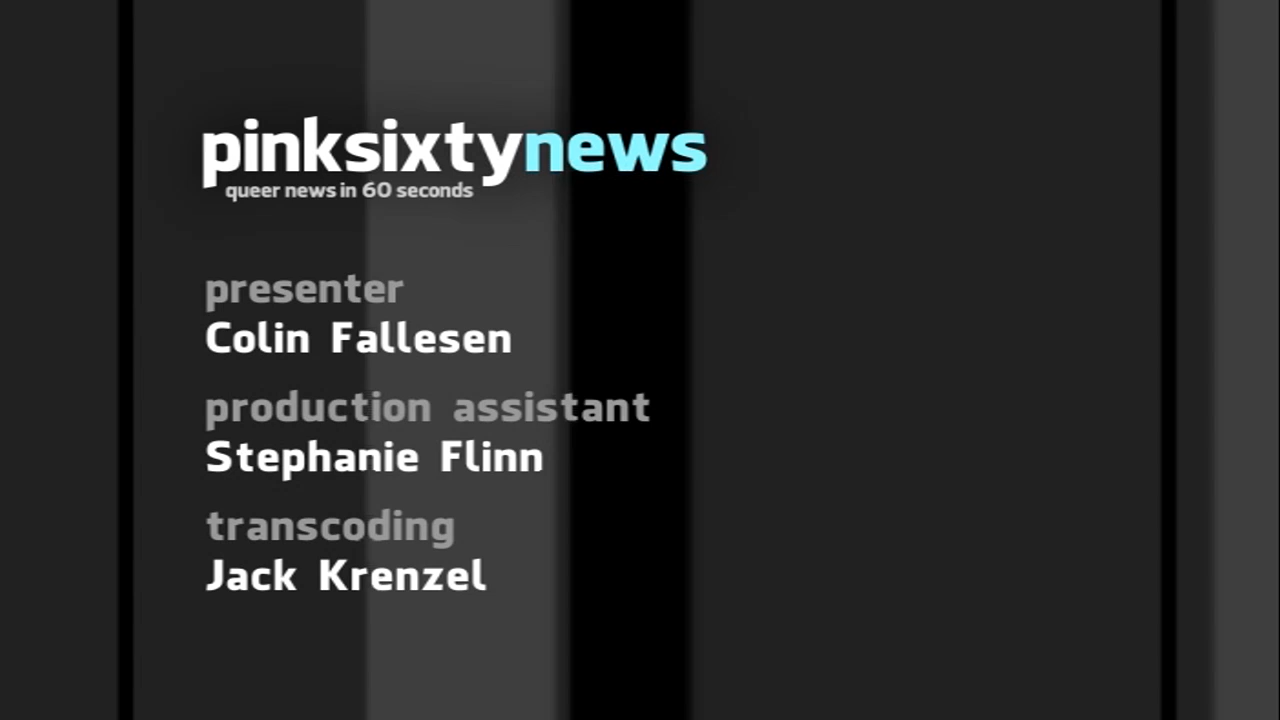 pinksixtynews
queer news in 60 seconds
presenter
Colin Fallesen
production assistant
Stephanie Flinn
transcoding
Jack Krenzel